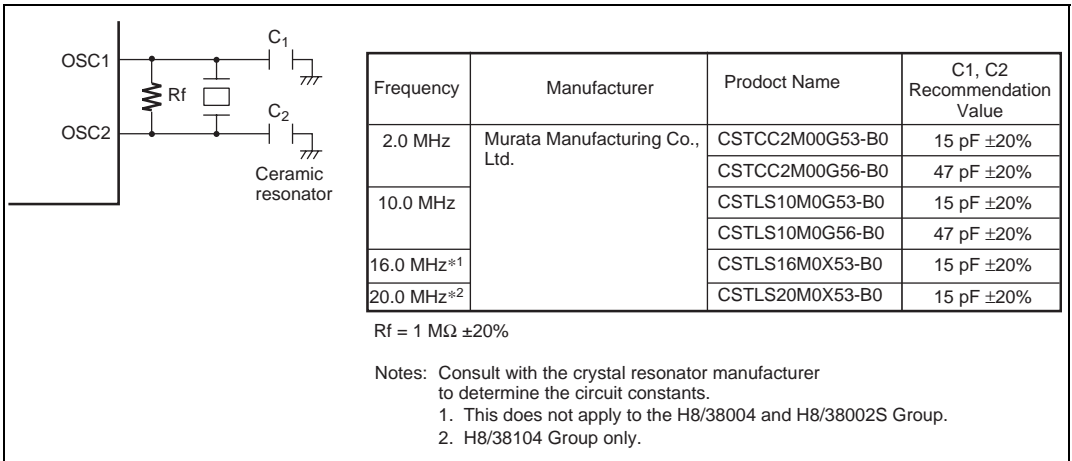 OSC1
C1
Rf
OSC2
C2
Ceramic
resonator
Frequency Manufacturer Prodoct Name C1, C2
Recommendation
Value
2.0 MHz Murata Manufacturing Co.,
Ltd. CSTCC2M00G53-B0 15 pF ±20%
CSTCC2M00G56-B0 47 pF ±20%
10.0 MHz CSTLS10M0G53-B0 15 pF ±20%
CSTLS10M0G56-B0 47 pF ±20%
16.0 MHz*1 CSTLS16M0X53-B0 15 pF ±20%
20.0 MHz*2 CSTLS20M0X53-B0 15 pF ±20%
Rf = 1 MΩ ±20%
Notes: Consult with the crystal resonator manufacturer
to determine the circuit constants.
1. This does not apply to the H8/38004 and H8/38002S Group.
2. H8/38104 Group only.